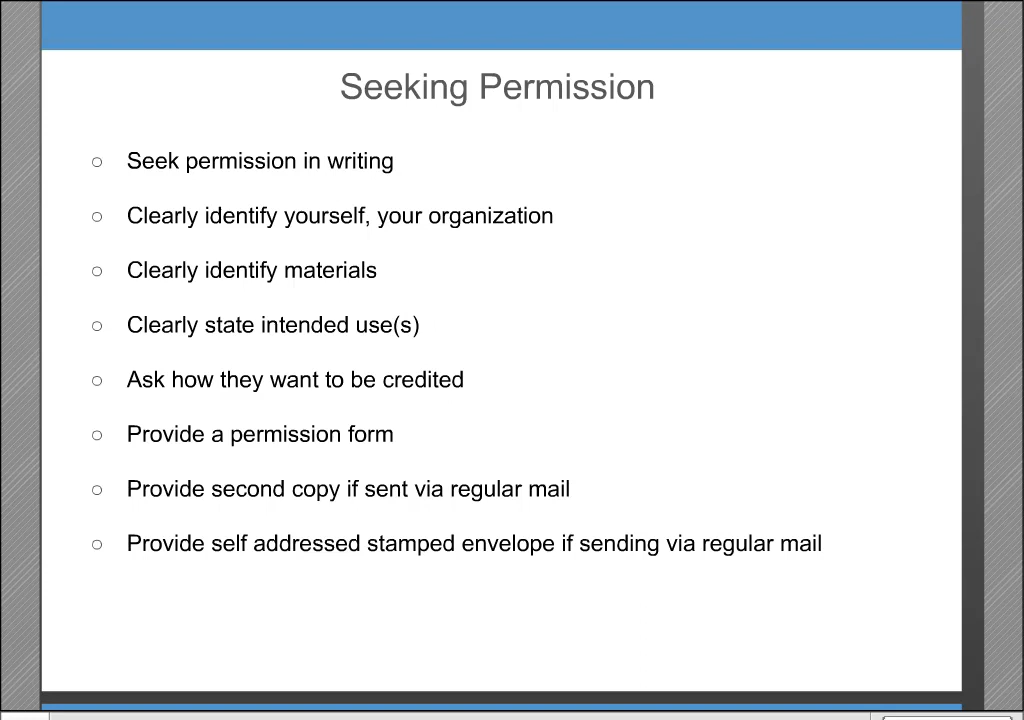 Seeking Permission
Seek permission in writing
Clearly identify yourself, your organization
Clearly identify materials
Clearly state intended use(s)
Ask how they want to be credited
Provide a permission form
Provide second copy if sent via regular mail
Provide self addressed stamped envelope if sending via regular mail